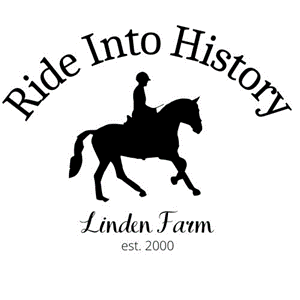 Ride Into History
Linden Farm
est. 2000